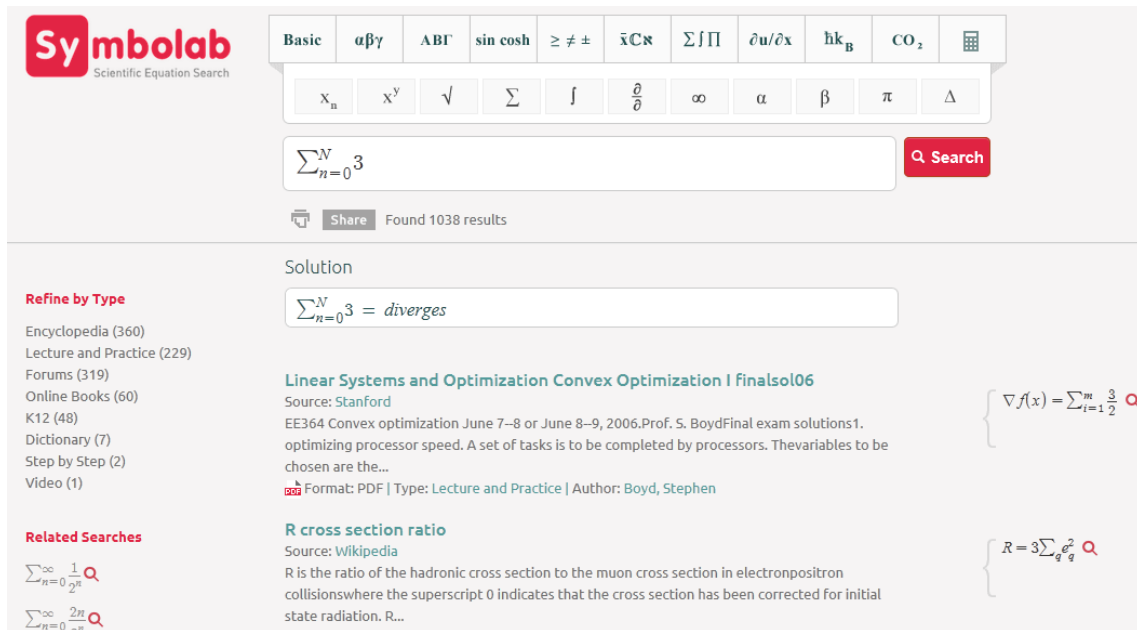 Symbolab
Scientific Equation Search
Basic αβγ ΑΒΓ sin cosh ≥ ≠ ± x̄ℂא ∑∫∏ ∂u/∂x ħk_B CO₂
x_n x^y √ ∑ ∫ ∂/∂ ∞ α β π Δ
∑_{n=0}^{N} 3
Search
Share Found 1038 results
Solution
∑_{n=0}^{N} 3 = diverges
Refine by Type
Encyclopedia (360)
Lecture and Practice (229)
Forums (319)
Online Books (60)
K12 (48)
Dictionary (7)
Step by Step (2)
Video (1)
Related Searches
∑_{n=0}^{∞} 1/2^n
∑_{n=0}^{∞} 2n
Linear Systems and Optimization Convex Optimization I finalsol06
Source: Stanford
EE364 Convex optimization June 7--8 or June 8--9, 2006.Prof. S. BoydFinal exam solutions1.
optimizing processor speed. A set of tasks is to be completed by processors. Thevariables to be
chosen are the...
PDF Format: PDF | Type: Lecture and Practice | Author: Boyd, Stephen
∇f(x) = ∑_{i=1}^{m} 3/2
R cross section ratio
Source: Wikipedia
R is the ratio of the hadronic cross section to the muon cross section in electronpositron
collisionswhere the superscript 0 indicates that the cross section has been corrected for initial
state radiation. R...
R = 3∑_q e_q^2